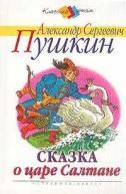 Александр Сергеевич
Пушкин
СКАЗКА
о царе Салтане